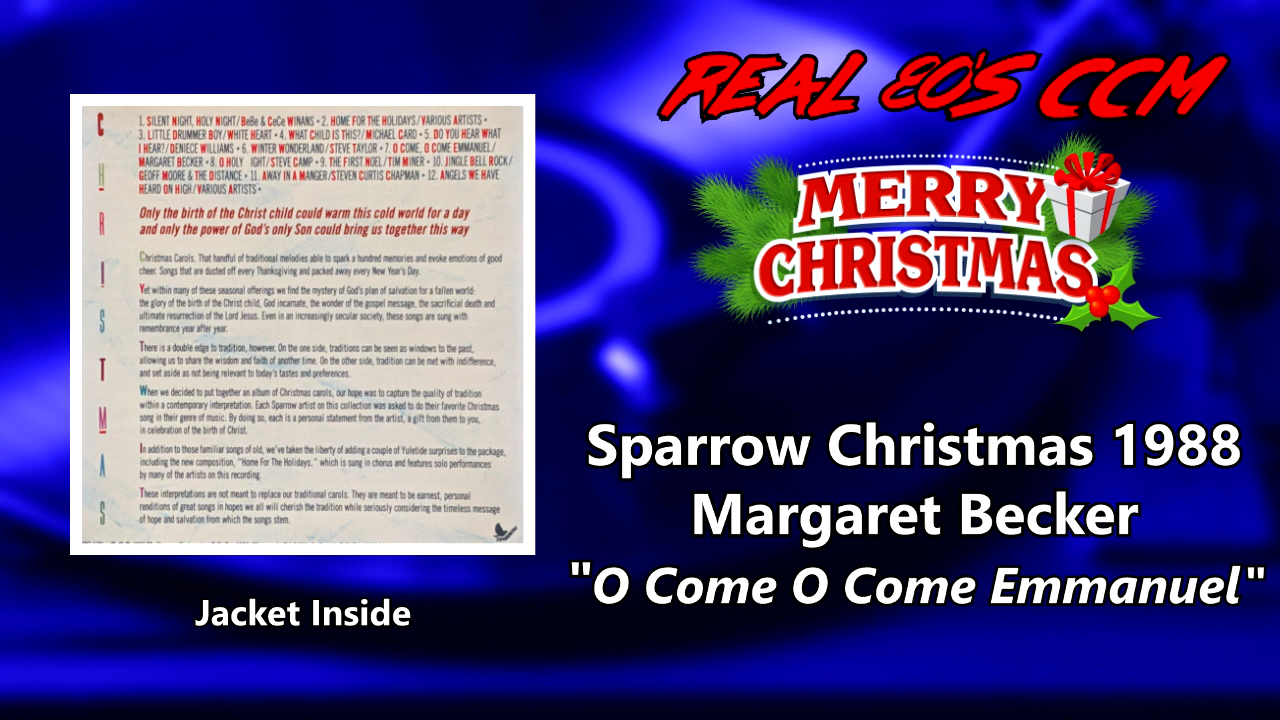 C
H
R
I
S
T
M
A
S
1. SILENT NIGHT, HOLY NIGHT/BeBe & CeCe WINANS • 2. HOME FOR THE HOLIDAYS/VARIOUS ARTISTS •
3. LITTLE DRUMMER BOY/WHITE HEART • 4. WHAT CHILD IS THIS?/MICHAEL CARD • 5. DO YOU HEAR WHAT
I HEAR?/DENIECE WILLIAMS • 6. WINTER WONDERLAND/STEVE TAYLOR • 7. O COME, O COME EMMANUEL/
MARGARET BECKER • 8. O HOLY IGHT/STEVE CAMP • 9. THE FIRST NOEL/TIM MINER • 10. JINGLE BELL ROCK/
GEOFF MOORE & THE DISTANCE • 11. AWAY IN A MANGER/STEVEN CURTIS CHAPMAN • 12. ANGELS WE HAVE
HEARD ON HIGH/VARIOUS ARTISTS •
Only the birth of the Christ child could warm this cold world for a day
and only the power of God's only Son could bring us together this way
Christmas Carols. That handful of traditional melodies able to spark a hundred memories and evoke emotions of good
cheer. Songs that are dusted off every Thanksgiving and packed away every New Year's Day.
Yet within many of these seasonal offerings we find the mystery of God's plan of salvation for a fallen world:
the glory of the birth of the Christ child, God incarnate, the wonder of the gospel message, the sacrificial death and
ultimate resurrection of the Lord Jesus. Even in an increasingly secular society, these songs are sung with
remembrance year after year.
There is a double edge to tradition, however. On the one side, traditions can be seen as windows to the past,
allowing us to share the wisdom and faith of another time. On the other side, tradition can be met with indifference,
and set aside as not being relevant to today's tastes and preferences.
When we decided to put together an album of Christmas carols, our hope was to capture the quality of tradition
within a contemporary interpretation. Each Sparrow artist on this collection was asked to do their favorite Christmas
song in their genre of music. By doing so, each is a personal statement from the artist, a gift from them to you,
in celebration of the birth of Christ.
In addition to those familiar songs of old, we've taken the liberty of adding a couple of Yuletide surprises to the package,
including the new composition, "Home For The Holidays," which is sung in chorus and features solo performances
by many of the artists on this recording.
These interpretations are not meant to replace our traditional carols. They are meant to be earnest, personal
renditions of great songs in hopes we all will cherish the tradition while seriously considering the timeless message
of hope and salvation from which the songs stem.
Jacket Inside
REAL 80'S CCM
MERRY
CHRISTMAS
Sparrow Christmas 1988
Margaret Becker
"O Come O Come Emmanuel"